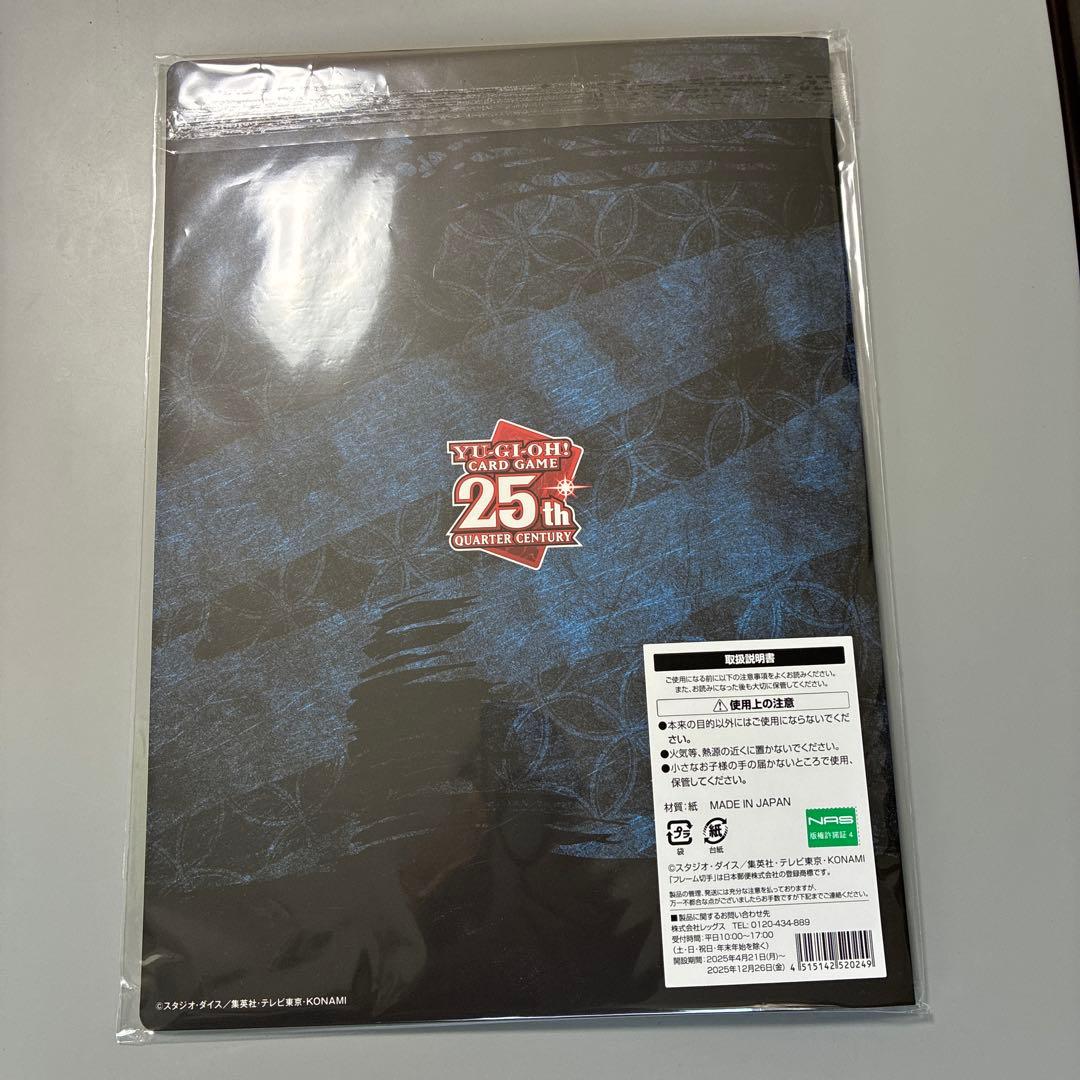 YU-GI-OH!
CARD GAME
25th
QUARTER CENTURY
取扱説明書
ご使用になる前に以下の注意事項をよくお読みください。
また、お読みになった後も大切に保管してください。
使用上の注意
●本来の目的以外にはご使用にならないでくだ
さい。
●火気等、熱源の近くに置かないでください。
●小さなお子様の手の届かないところで使用、
保管してください。
材質：紙 MADE IN JAPAN
プラ
袋
紙
台紙
NAS
版権許諾証 4
©スタジオ・ダイス／集英社・テレビ東京・KONAMI
「フレーム切手」は日本郵便株式会社の登録商標です。
製品の管理、発送には充分な注意を払っておりますが、
万一不都合な点がございましたらお手数ですが下記までご連絡ください。
■製品に関するお問い合わせ先
株式会社レッグス TEL: 0120-434-889
受付時間：平日10:00～17:00
（土・日・祝日・年末年始を除く）
開設期間：2025年4月21日(月)～
2025年12月26日(金)
4 515142 520249
©スタジオ・ダイス／集英社・テレビ東京・KONAMI